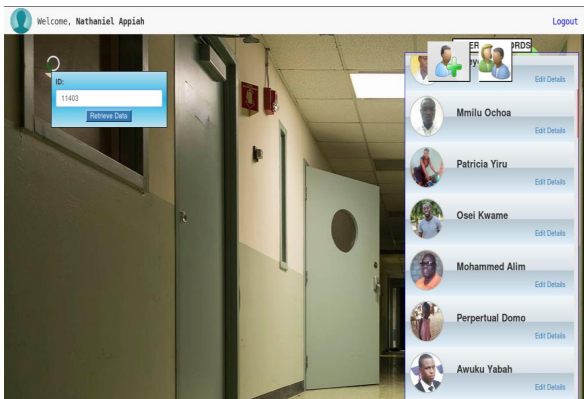 Welcome, Nathaniel Appiah
Logout
ID:
11403
Retrieve Data
Edit Details
Mmilu Ochoa
Edit Details
Patricia Yiru
Edit Details
Osei Kwame
Edit Details
Mohammed Alim
Edit Details
Perpertual Domo
Edit Details
Awuku Yabah
Edit Details